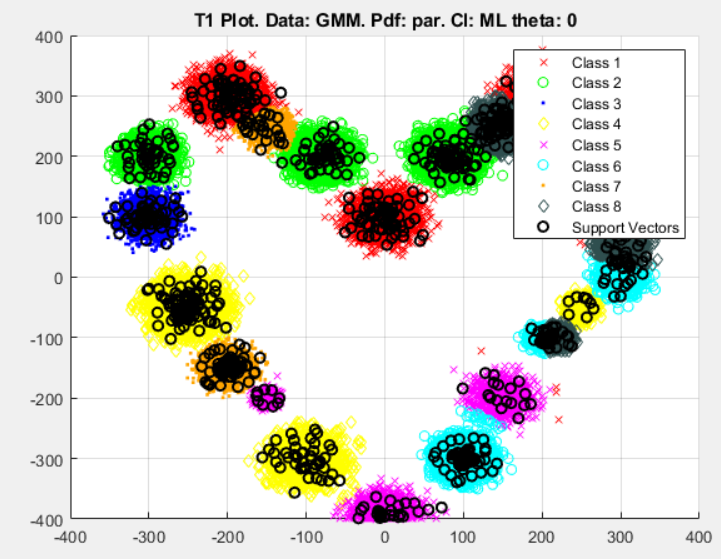 T1 Plot. Data: GMM. Pdf: par. Cl: ML theta: 0
400
300
200
100
0
-100
-200
-300
-400
-400
-300
-200
-100
0
100
200
300
400
Class 1
Class 2
Class 3
Class 4
Class 5
Class 6
Class 7
Class 8
Support Vectors